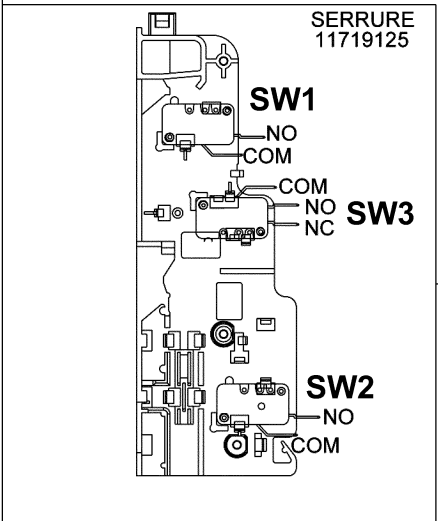 SERRURE
11719125
SW1
NO
COM
COM
NO
SW3
NC
SW2
NO
COM